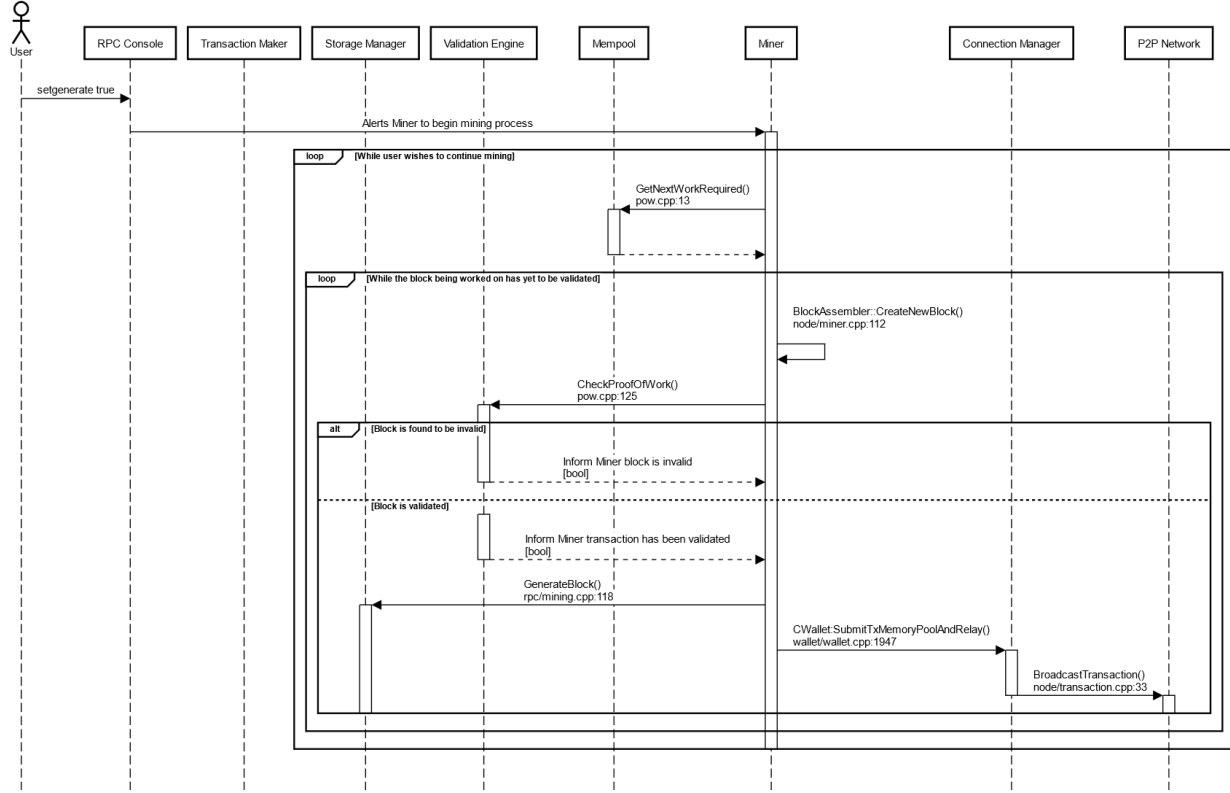 User
RPC Console
Transaction Maker
Storage Manager
Validation Engine
Mempool
Miner
Connection Manager
P2P Network
setgenerate true
Alerts Miner to begin mining process
loop
[While user wishes to continue mining]
GetNextWorkRequired()
pow.cpp:13
loop
[While the block being worked on has yet to be validated]
BlockAssembler::CreateNewBlock()
node/miner.cpp:112
CheckProofOfWork()
pow.cpp:125
alt
[Block is found to be invalid]
Inform Miner block is invalid
[bool]
[Block is validated]
Inform Miner transaction has been validated
[bool]
GenerateBlock()
rpc/mining.cpp:118
CWallet:SubmitTxMemoryPoolAndRelay()
wallet/wallet.cpp:1947
BroadcastTransaction()
node/transaction.cpp:33